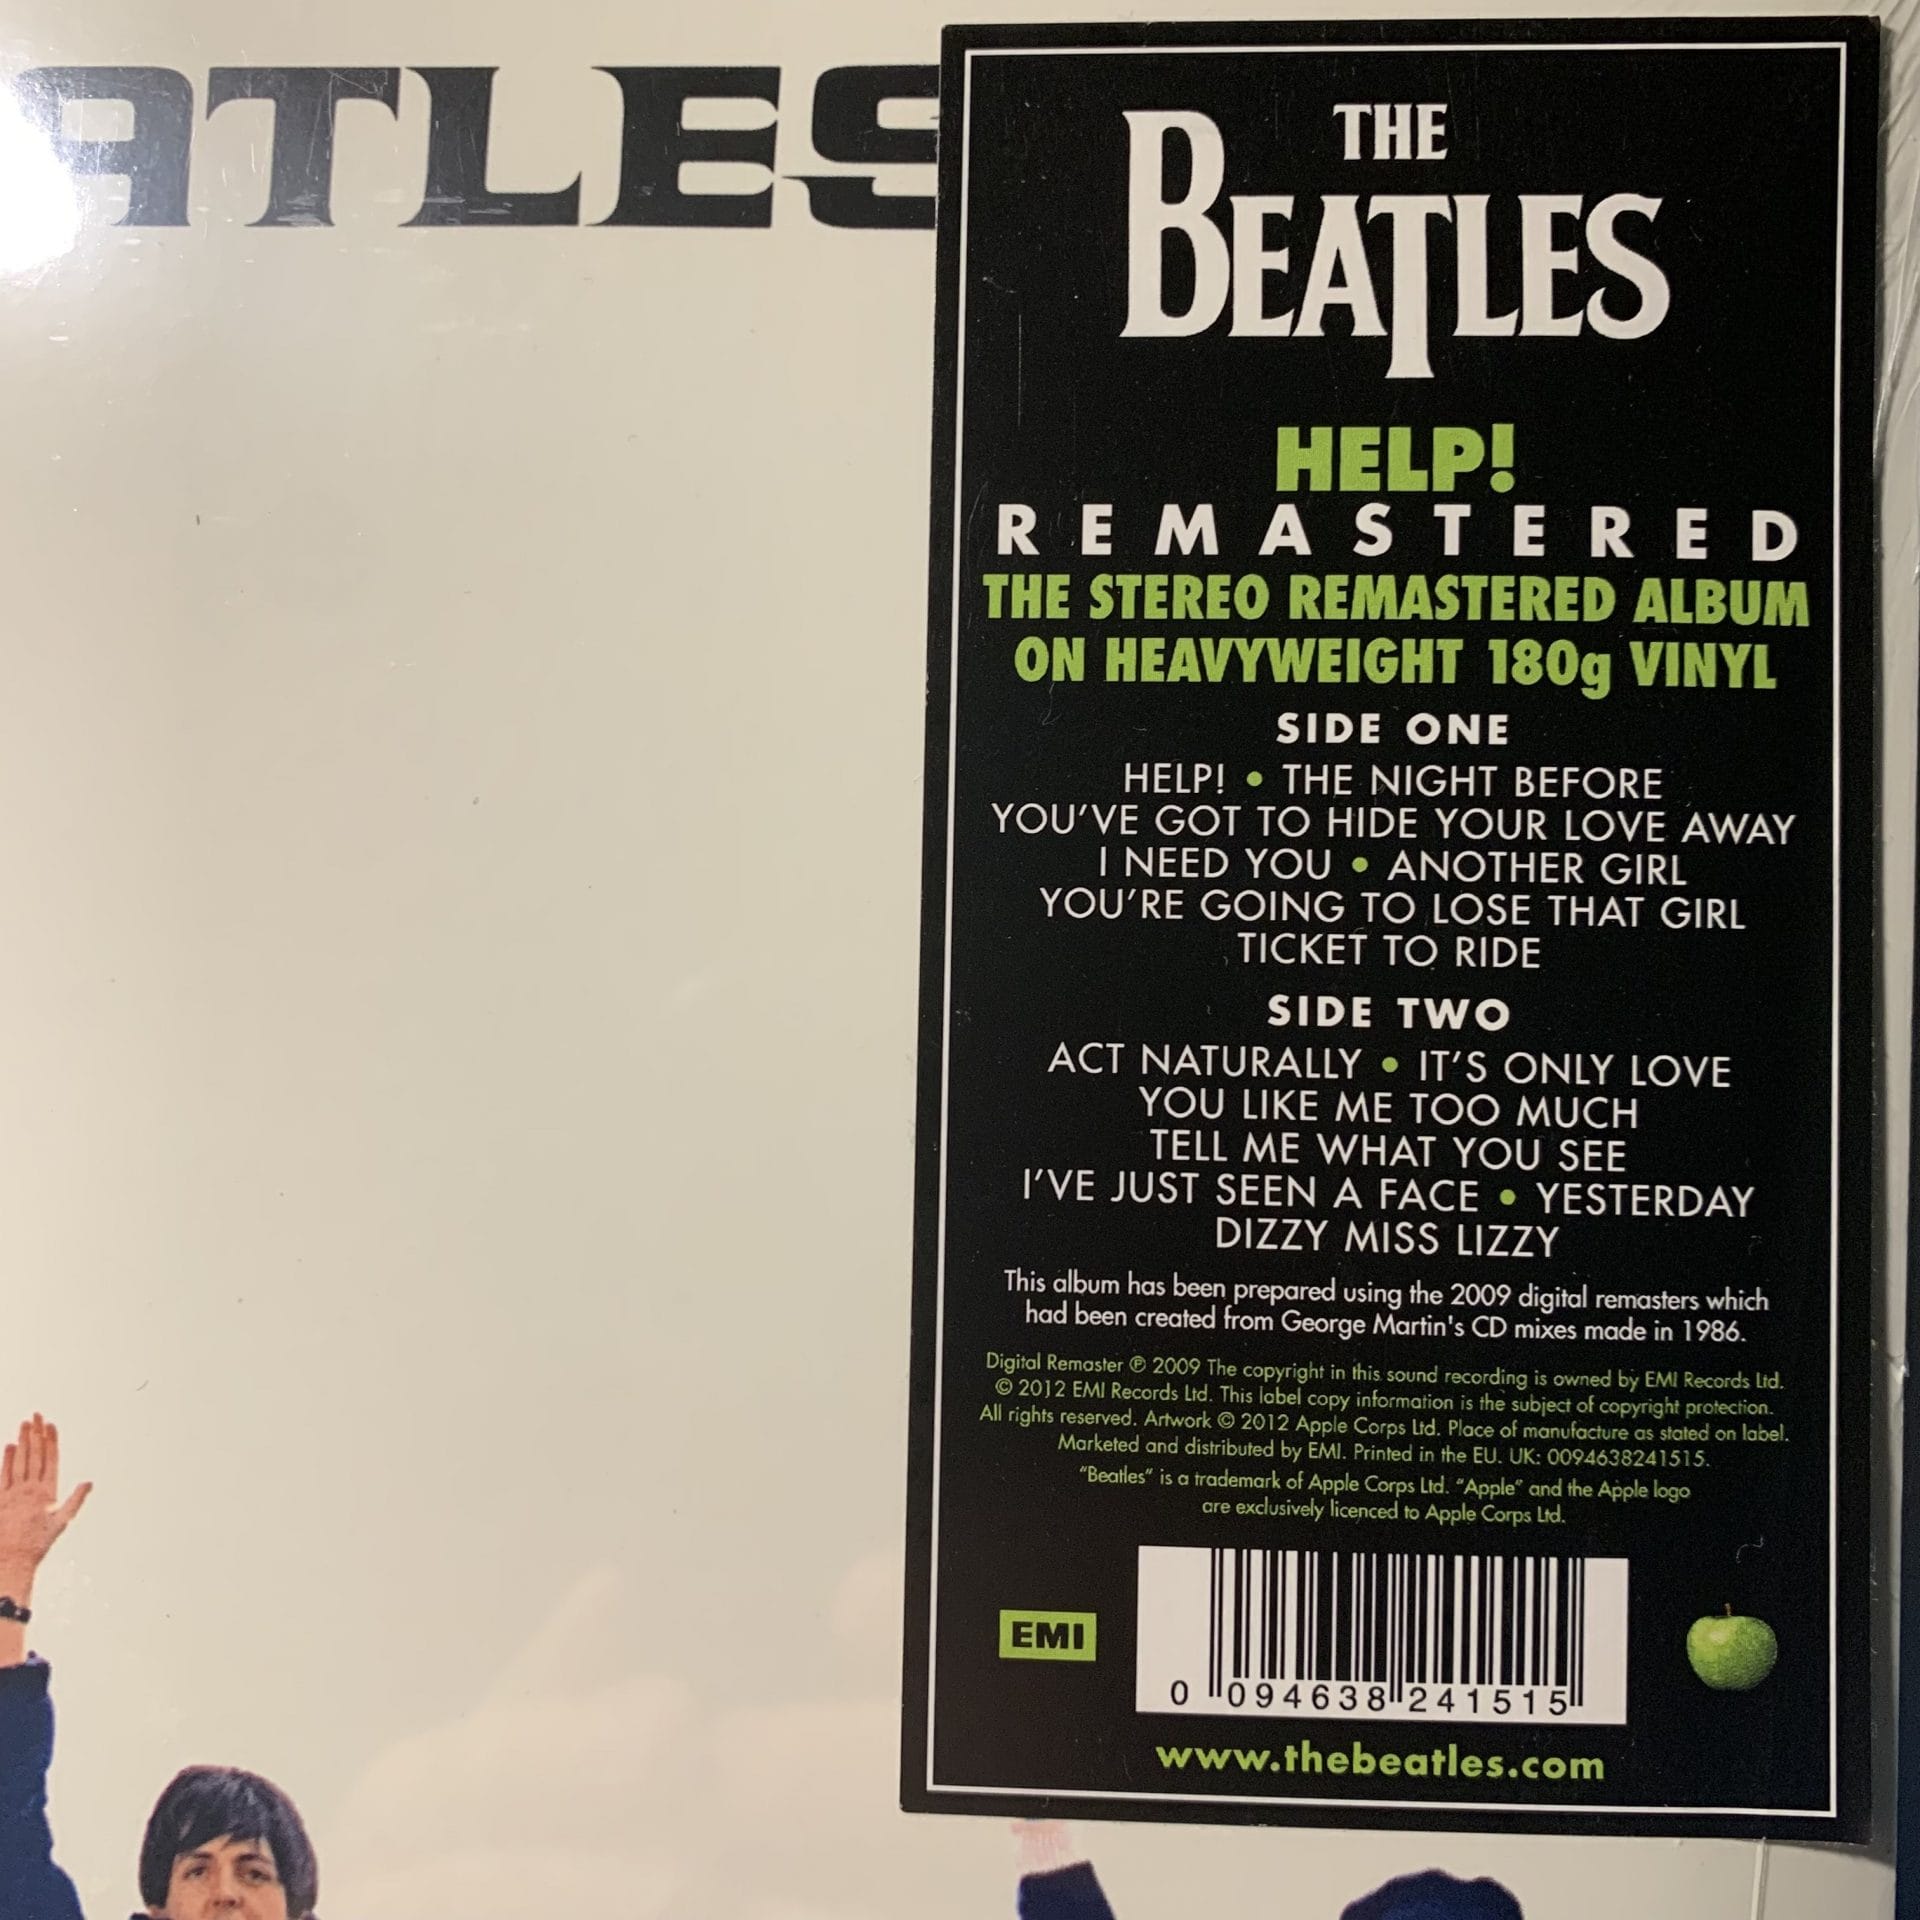 ATLES
THE
BEATLES
HELP!
REMASTERED
THE STEREO REMASTERED ALBUM
ON HEAVYWEIGHT 180g VINYL
SIDE ONE
HELP! • THE NIGHT BEFORE
YOU'VE GOT TO HIDE YOUR LOVE AWAY
I NEED YOU • ANOTHER GIRL
YOU'RE GOING TO LOSE THAT GIRL
TICKET TO RIDE
SIDE TWO
ACT NATURALLY • IT'S ONLY LOVE
YOU LIKE ME TOO MUCH
TELL ME WHAT YOU SEE
I'VE JUST SEEN A FACE • YESTERDAY
DIZZY MISS LIZZY
This album has been prepared using the 2009 digital remasters which
had been created from George Martin's CD mixes made in 1986.
Digital Remaster ℗ 2009 The copyright in this sound recording is owned by EMI Records Ltd.
© 2012 EMI Records Ltd. This label copy information is the subject of copyright protection.
All rights reserved. Artwork © 2012 Apple Corps Ltd. Place of manufacture as stated on label.
Marketed and distributed by EMI. Printed in the EU. UK: 0094638241515.
"Beatles" is a trademark of Apple Corps Ltd. "Apple" and the Apple logo
are exclusively licenced to Apple Corps Ltd.
EMI
0 094638 241515
www.thebeatles.com